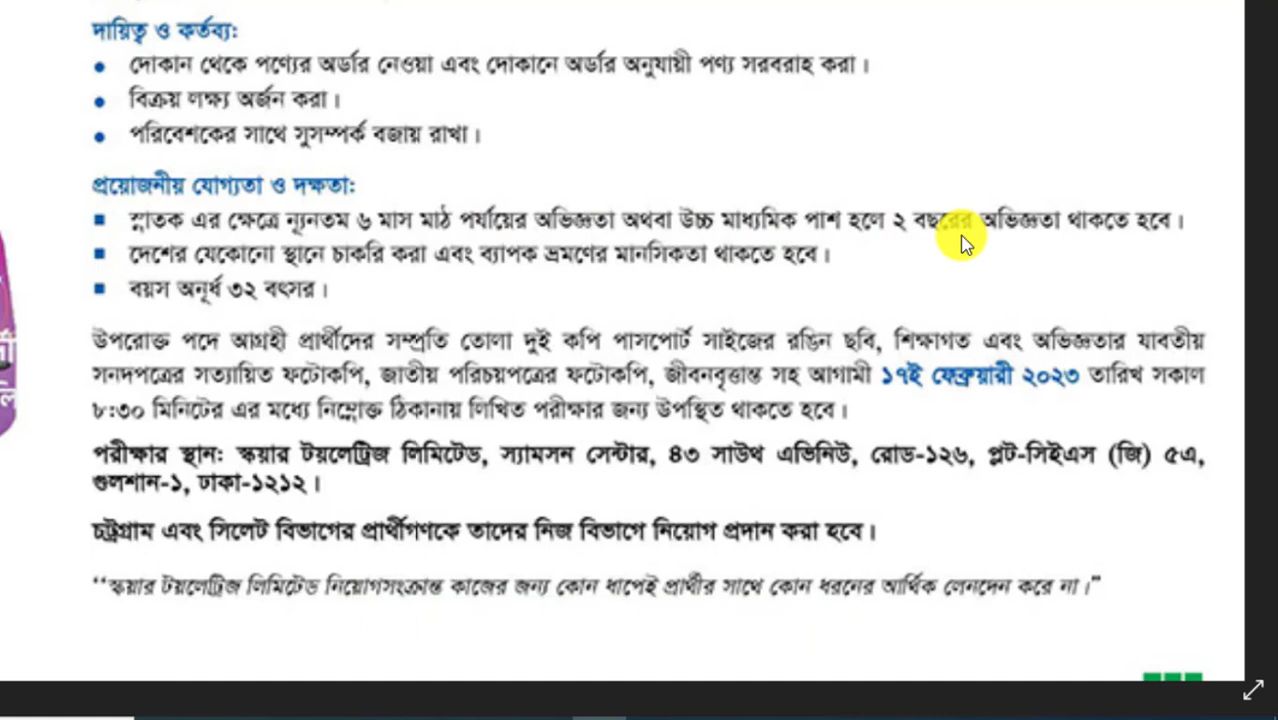 দায়িত্ব ও কর্তব্য:
দোকান থেকে পণ্যের অর্ডার নেওয়া এবং দোকানে অর্ডার অনুযায়ী পণ্য সরবরাহ করা।
বিক্রয় লক্ষ্য অর্জন করা।
পরিবেশকের সাথে সুসম্পর্ক বজায় রাখা।
প্রয়োজনীয় যোগ্যতা ও দক্ষতা:
স্নাতক এর ক্ষেত্রে ন্যূনতম ৬ মাস মাঠ পর্যায়ের অভিজ্ঞতা অথবা উচ্চ মাধ্যমিক পাশ হলে ২ বছরের অভিজ্ঞতা থাকতে হবে।
দেশের যেকোনো স্থানে চাকরি করা এবং ব্যাপক ভ্রমণের মানসিকতা থাকতে হবে।
বয়স অনূর্ধ ৩২ বৎসর।
উপরোক্ত পদে আগ্রহী প্রার্থীদের সম্প্রতি তোলা দুই কপি পাসপোর্ট সাইজের রঙিন ছবি, শিক্ষাগত এবং অভিজ্ঞতার যাবতীয়
সনদপত্রের সত্যায়িত ফটোকপি, জাতীয় পরিচয়পত্রের ফটোকপি, জীবনবৃত্তান্ত সহ আগামী ১৭ই ফেব্রুয়ারী ২০২৩ তারিখ সকাল
৮:৩০ মিনিটের এর মধ্যে নিম্নোক্ত ঠিকানায় লিখিত পরীক্ষার জন্য উপস্থিত থাকতে হবে।
পরীক্ষার স্থান: স্কয়ার টয়লেট্রিজ লিমিটেড, স্যামসন সেন্টার, ৪৩ সাউথ এভিনিউ, রোড-১২৬, প্লট-সিইএস (জি) ৫এ,
গুলশান-১, ঢাকা-১২১২।
চট্রগ্রাম এবং সিলেট বিভাগের প্রার্থীগণকে তাদের নিজ বিভাগে নিয়োগ প্রদান করা হবে।
‘‘স্কয়ার টয়লেট্রিজ লিমিটেড নিয়োগসংক্রান্ত কাজের জন্য কোন ধাপেই প্রার্থীর সাথে কোন ধরনের আর্থিক লেনদেন করে না।”